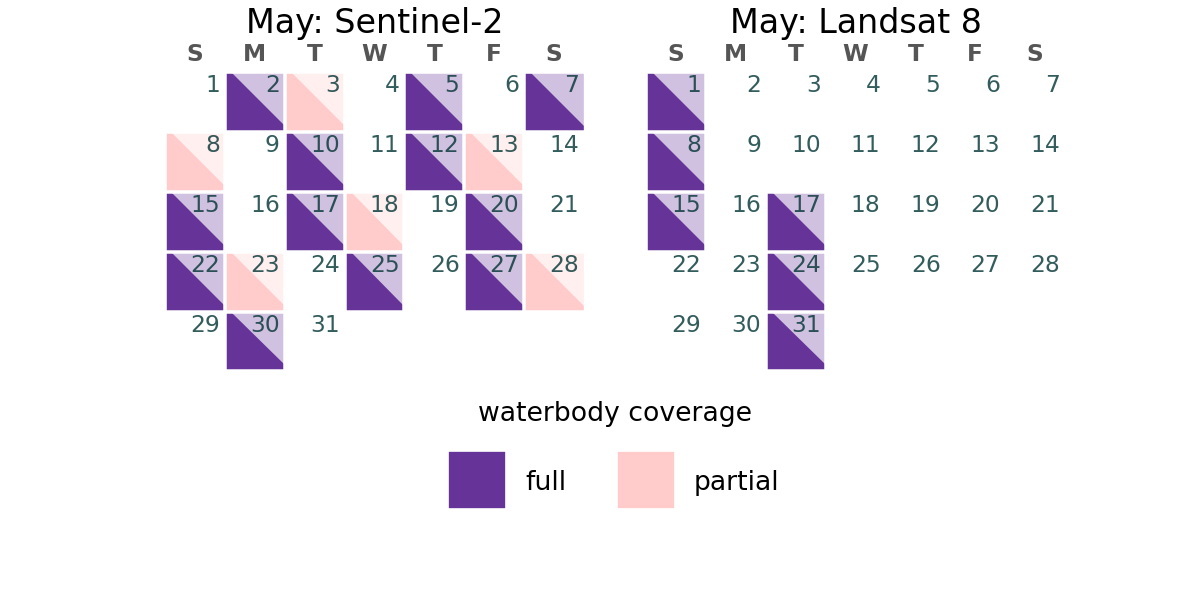 May: Sentinel-2
S M T W T F S
1 2 3 4 5 6 7
8 9 10 11 12 13 14
15 16 17 18 19 20 21
22 23 24 25 26 27 28
29 30 31
May: Landsat 8
S M T W T F S
1 2 3 4 5 6 7
8 9 10 11 12 13 14
15 16 17 18 19 20 21
22 23 24 25 26 27 28
29 30 31
waterbody coverage
full partial